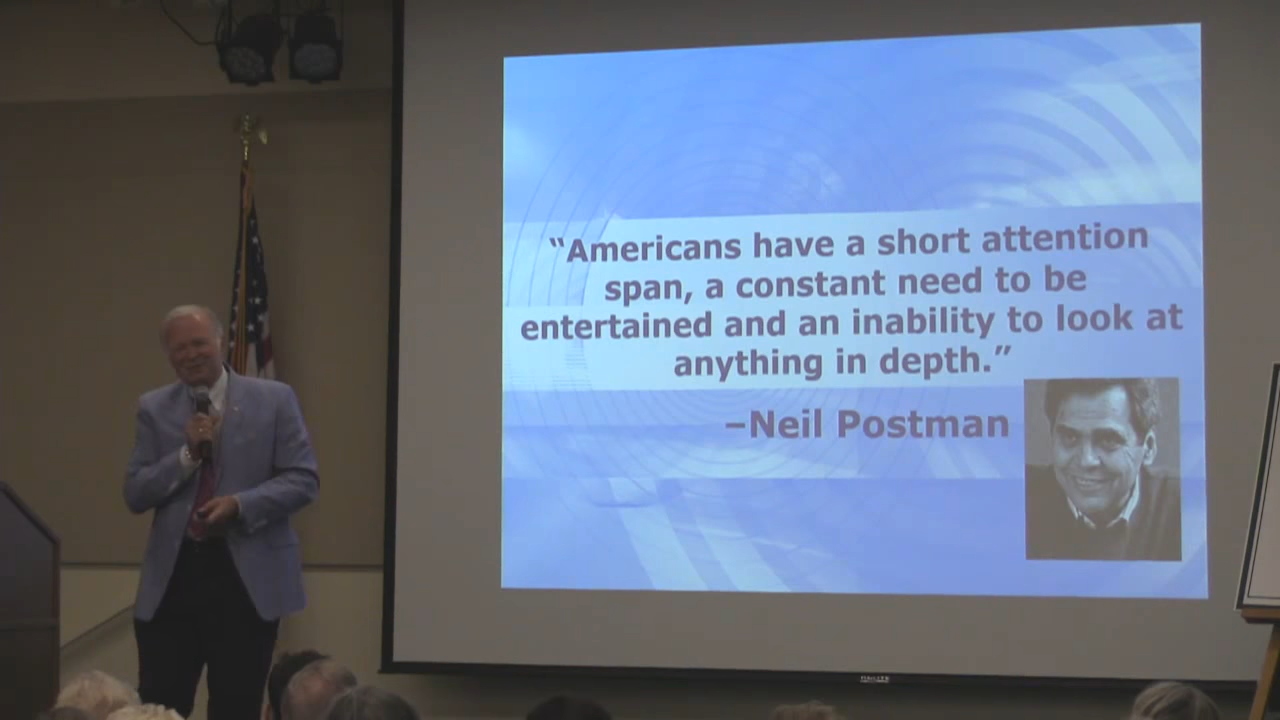 “Americans have a short attention
span, a constant need to be
entertained and an inability to look at
anything in depth.”
–Neil Postman